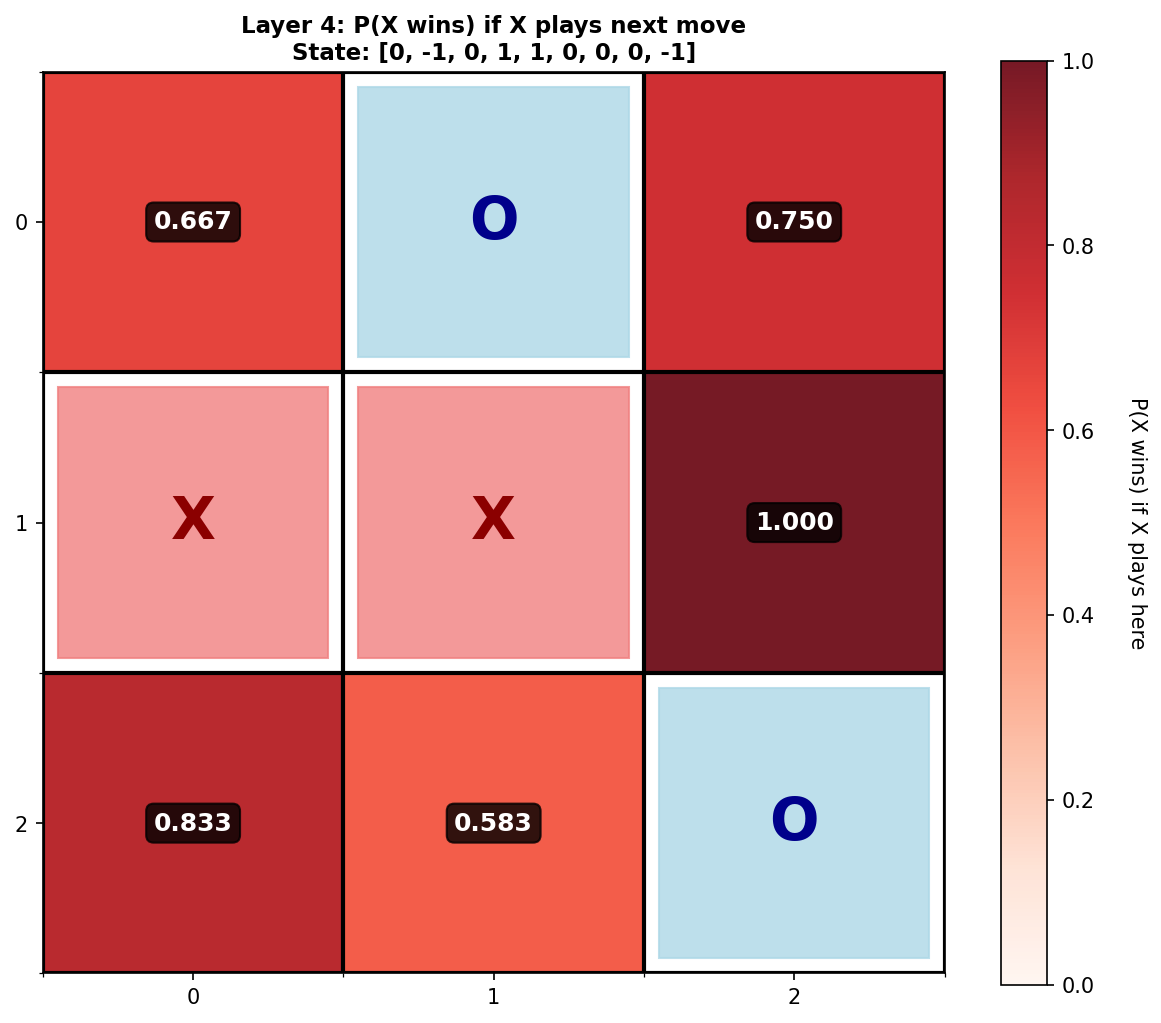 Layer 4: P(X wins) if X plays next move
State: [0, -1, 0, 1, 1, 0, 0, 0, -1]
0.667 O 0.750
X X 1.000
0.833 0.583 O
0
1
2
0 1 2
1.0
0.8
0.6
0.4
0.2
0.0
P(X wins) if X plays here